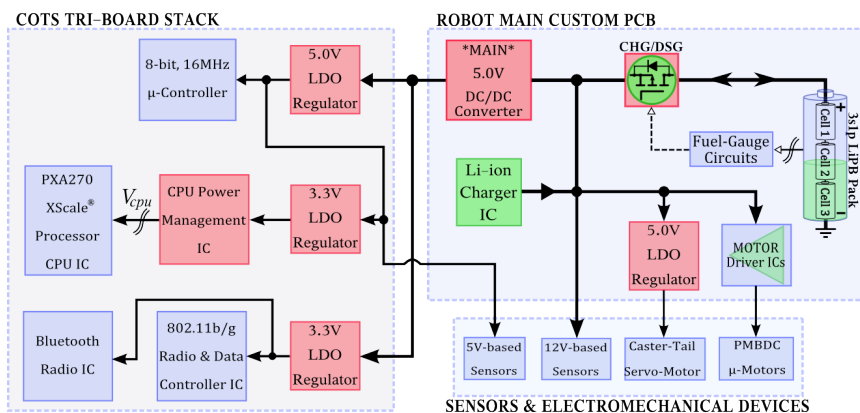 COTS TRI-BOARD STACK
8-bit, 16MHz
μ-Controller
5.0V
LDO
Regulator
PXA270
XScale®
Processor
CPU IC
Vcpu
CPU Power
Management
IC
3.3V
LDO
Regulator
Bluetooth
Radio IC
802.11b/g
Radio & Data
Controller IC
3.3V
LDO
Regulator
ROBOT MAIN CUSTOM PCB
*MAIN*
5.0V
DC/DC
Converter
CHG/DSG
Fuel-Gauge
Circuits
+
Cell 1
Cell 2
Cell 3
−
3s1p LiPB Pack
Li-ion
Charger
IC
5.0V
LDO
Regulator
MOTOR
Driver ICs
5V-based
Sensors
12V-based
Sensors
Caster-Tail
Servo-Motor
PMBDC
μ-Motors
SENSORS & ELECTROMECHANICAL DEVICES